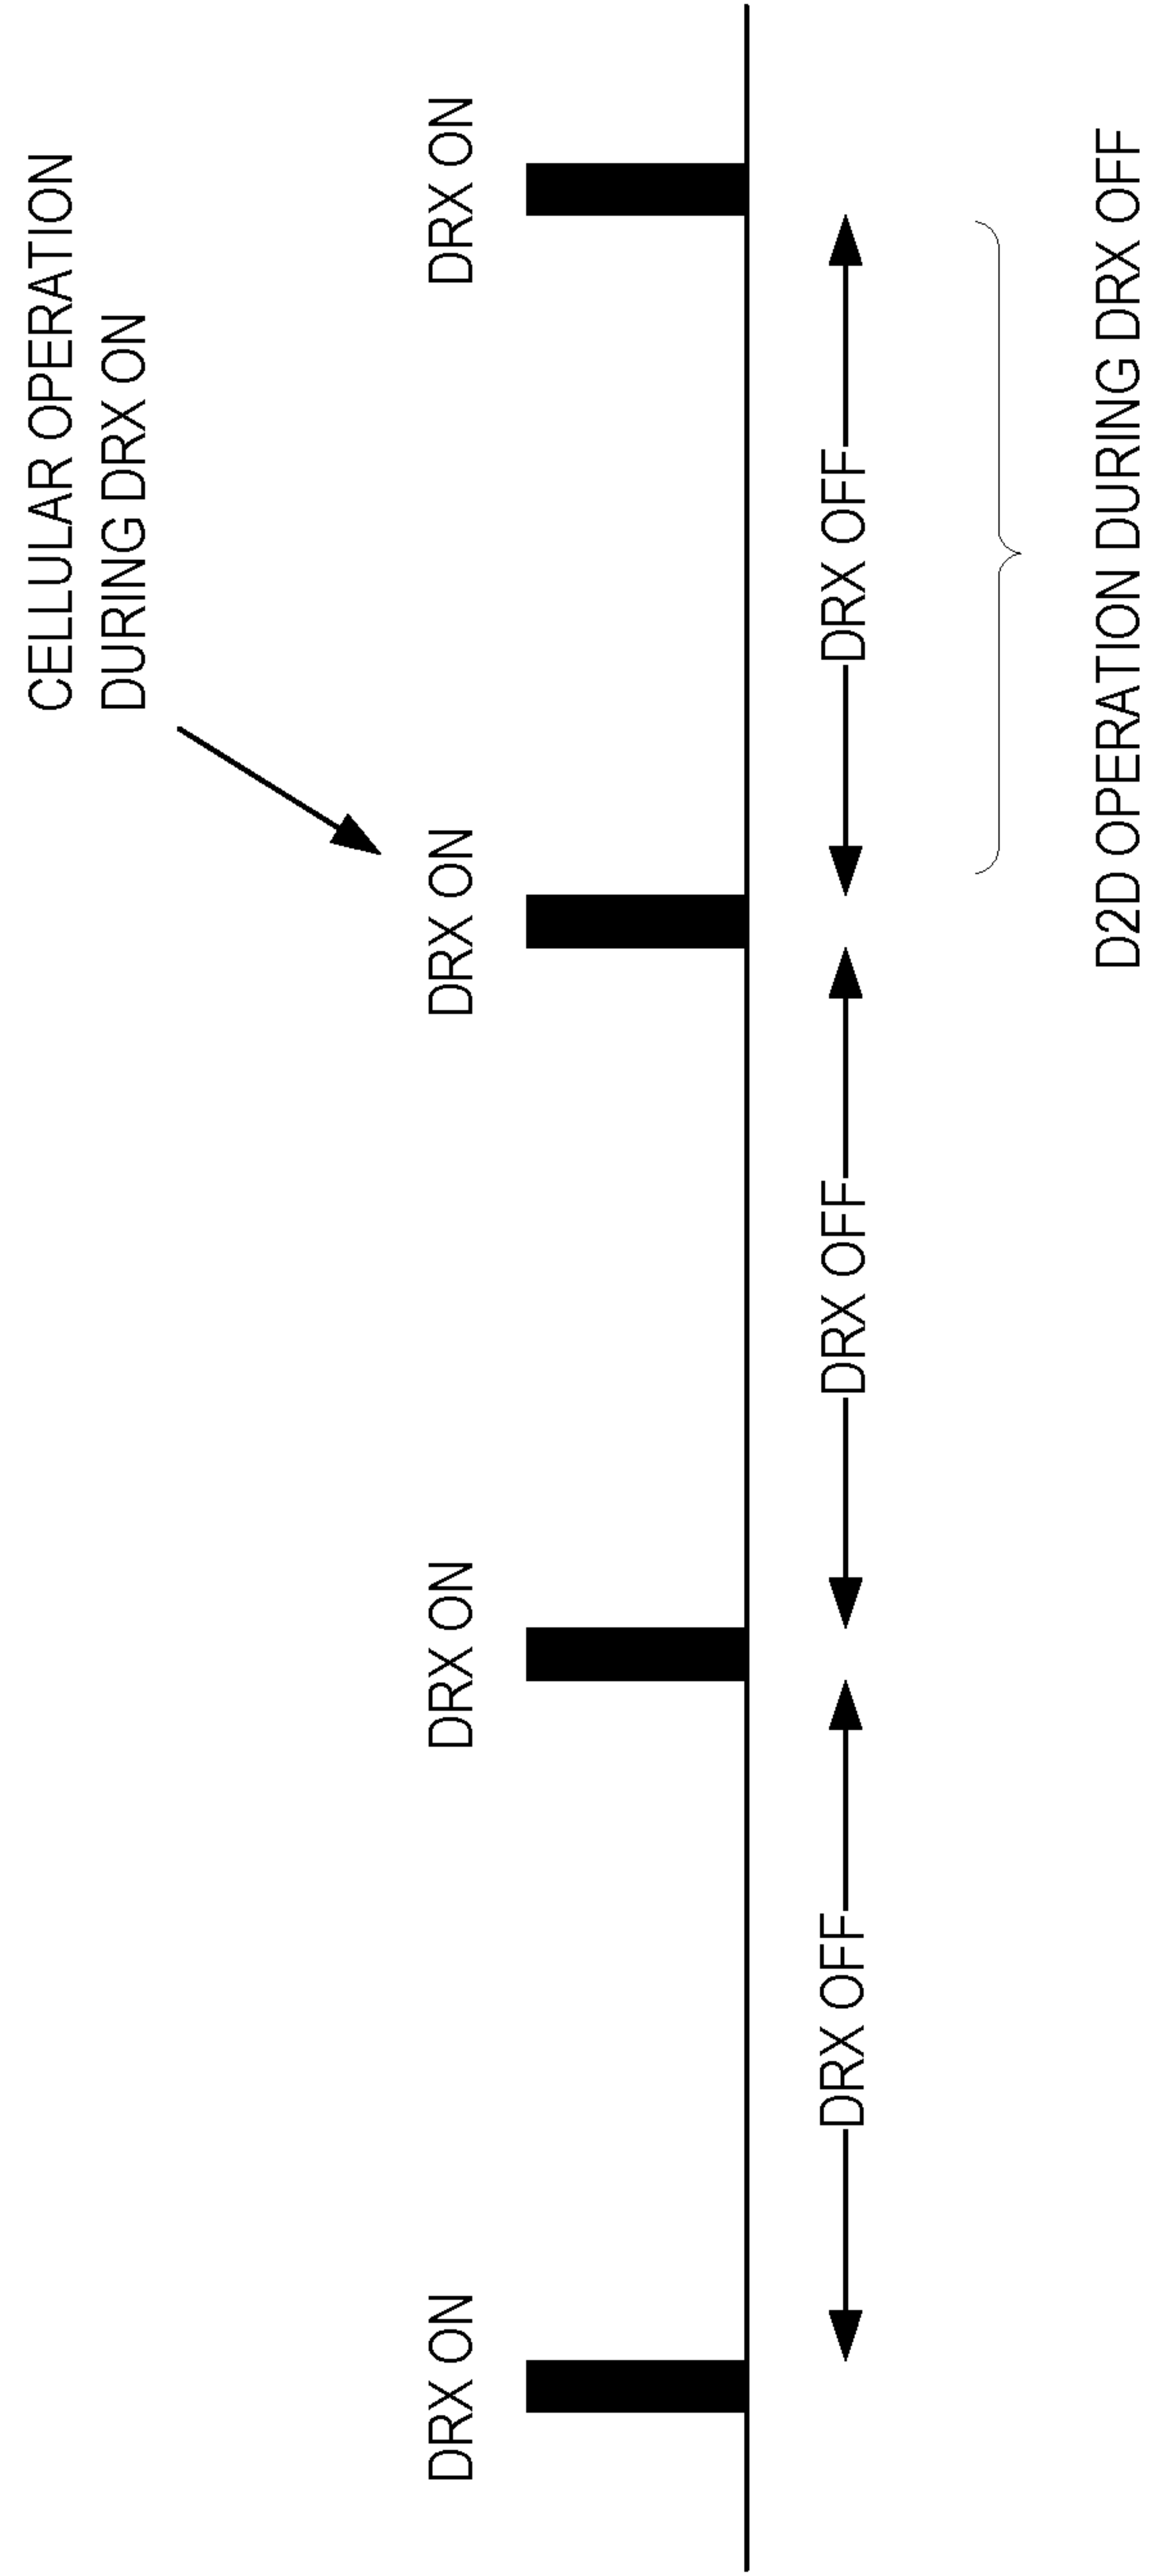 CELLULAR OPERATION
DURING DRX ON
DRX ON
DRX ON
DRX ON
DRX ON
DRX OFF
DRX OFF
DRX OFF
D2D OPERATION DURING DRX OFF